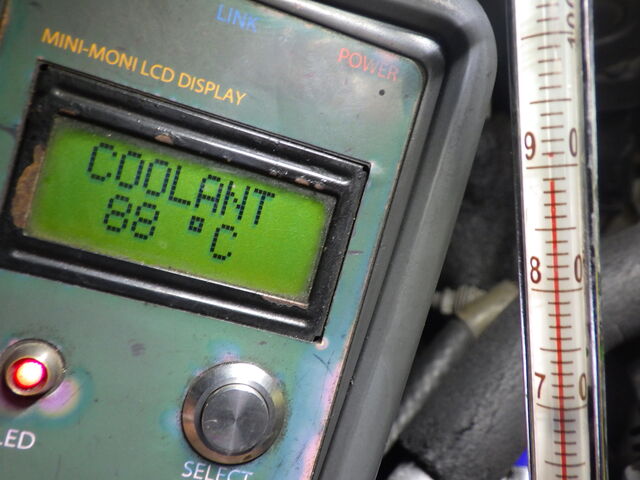 LINK
POWER
MINI-MONI LCD DISPLAY
COOLANT
88 °C
LED
SELECT
9 0
8 0
7 0